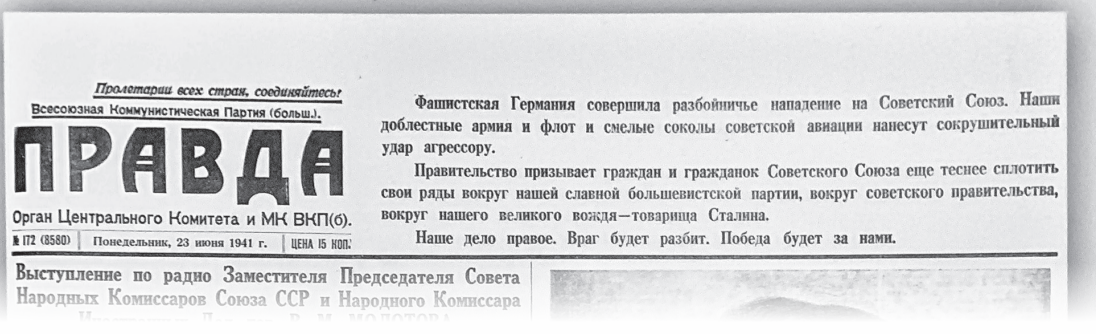 Пролетарии всех стран, соединяйтесь!
Всесоюзная Коммунистическая Партия (больш.).
ПРАВДА
Орган Центрального Комитета и МК ВКП(б).
№ 172 (8580) Понедельник, 23 июня 1941 г. ЦЕНА 15 КОП.
Фашистская Германия совершила разбойничье нападение на Советский Союз. Наши
доблестные армия и флот и смелые соколы советской авиации нанесут сокрушительный
удар агрессору.
Правительство призывает граждан и гражданок Советского Союза еще теснее сплотить
свои ряды вокруг нашей славной большевистской партии, вокруг советского правительства,
вокруг нашего великого вождя—товарища Сталина.
Наше дело правое. Враг будет разбит. Победа будет за нами.
Выступление по радио Заместителя Председателя Совета
Народных Комиссаров Союза ССР и Народного Комиссара
В. М. МОЛОТОВА